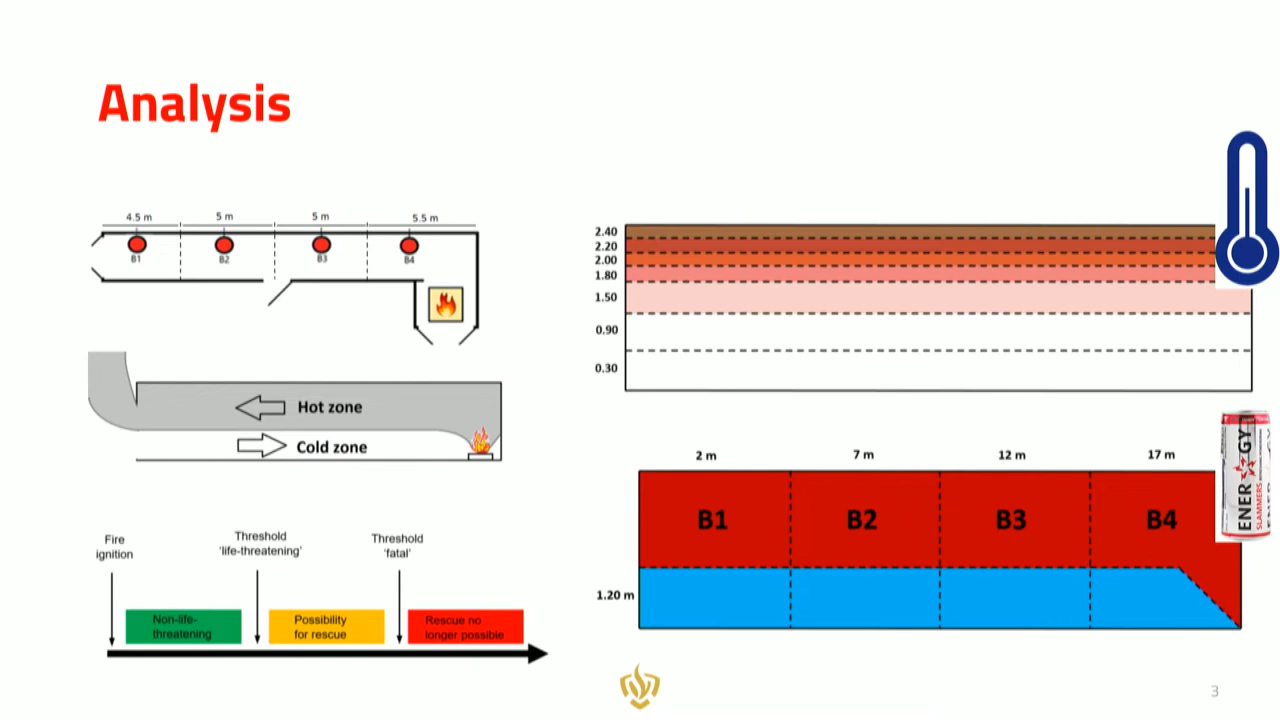 Analysis
4.5 m
5 m
5 m
5.5 m
B1
B2
B3
B4
Hot zone
Cold zone
Fire
ignition
Threshold
'life-threatening'
Threshold
'fatal'
Non-life-
threatening
Possibility
for rescue
Rescue no
longer possible
2.40
2.20
2.00
1.80
1.50
0.90
0.30
2 m
7 m
12 m
17 m
B1
B2
B3
B4
1.20 m
ENERGY
SLAMMERS
3